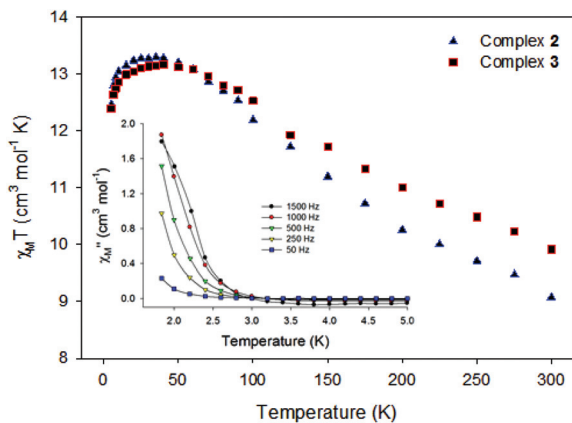 14
13
12
11
10
9
8
χMT (cm³ mol⁻¹ K)
0
50
100
150
200
250
300
Temperature (K)
Complex 2
Complex 3
2.0
1.6
1.2
0.8
0.4
0.0
χM'' (cm³ mol⁻¹)
2.0
2.5
3.0
3.5
4.0
4.5
5.0
Temperature (K)
1500 Hz
1000 Hz
500 Hz
250 Hz
50 Hz